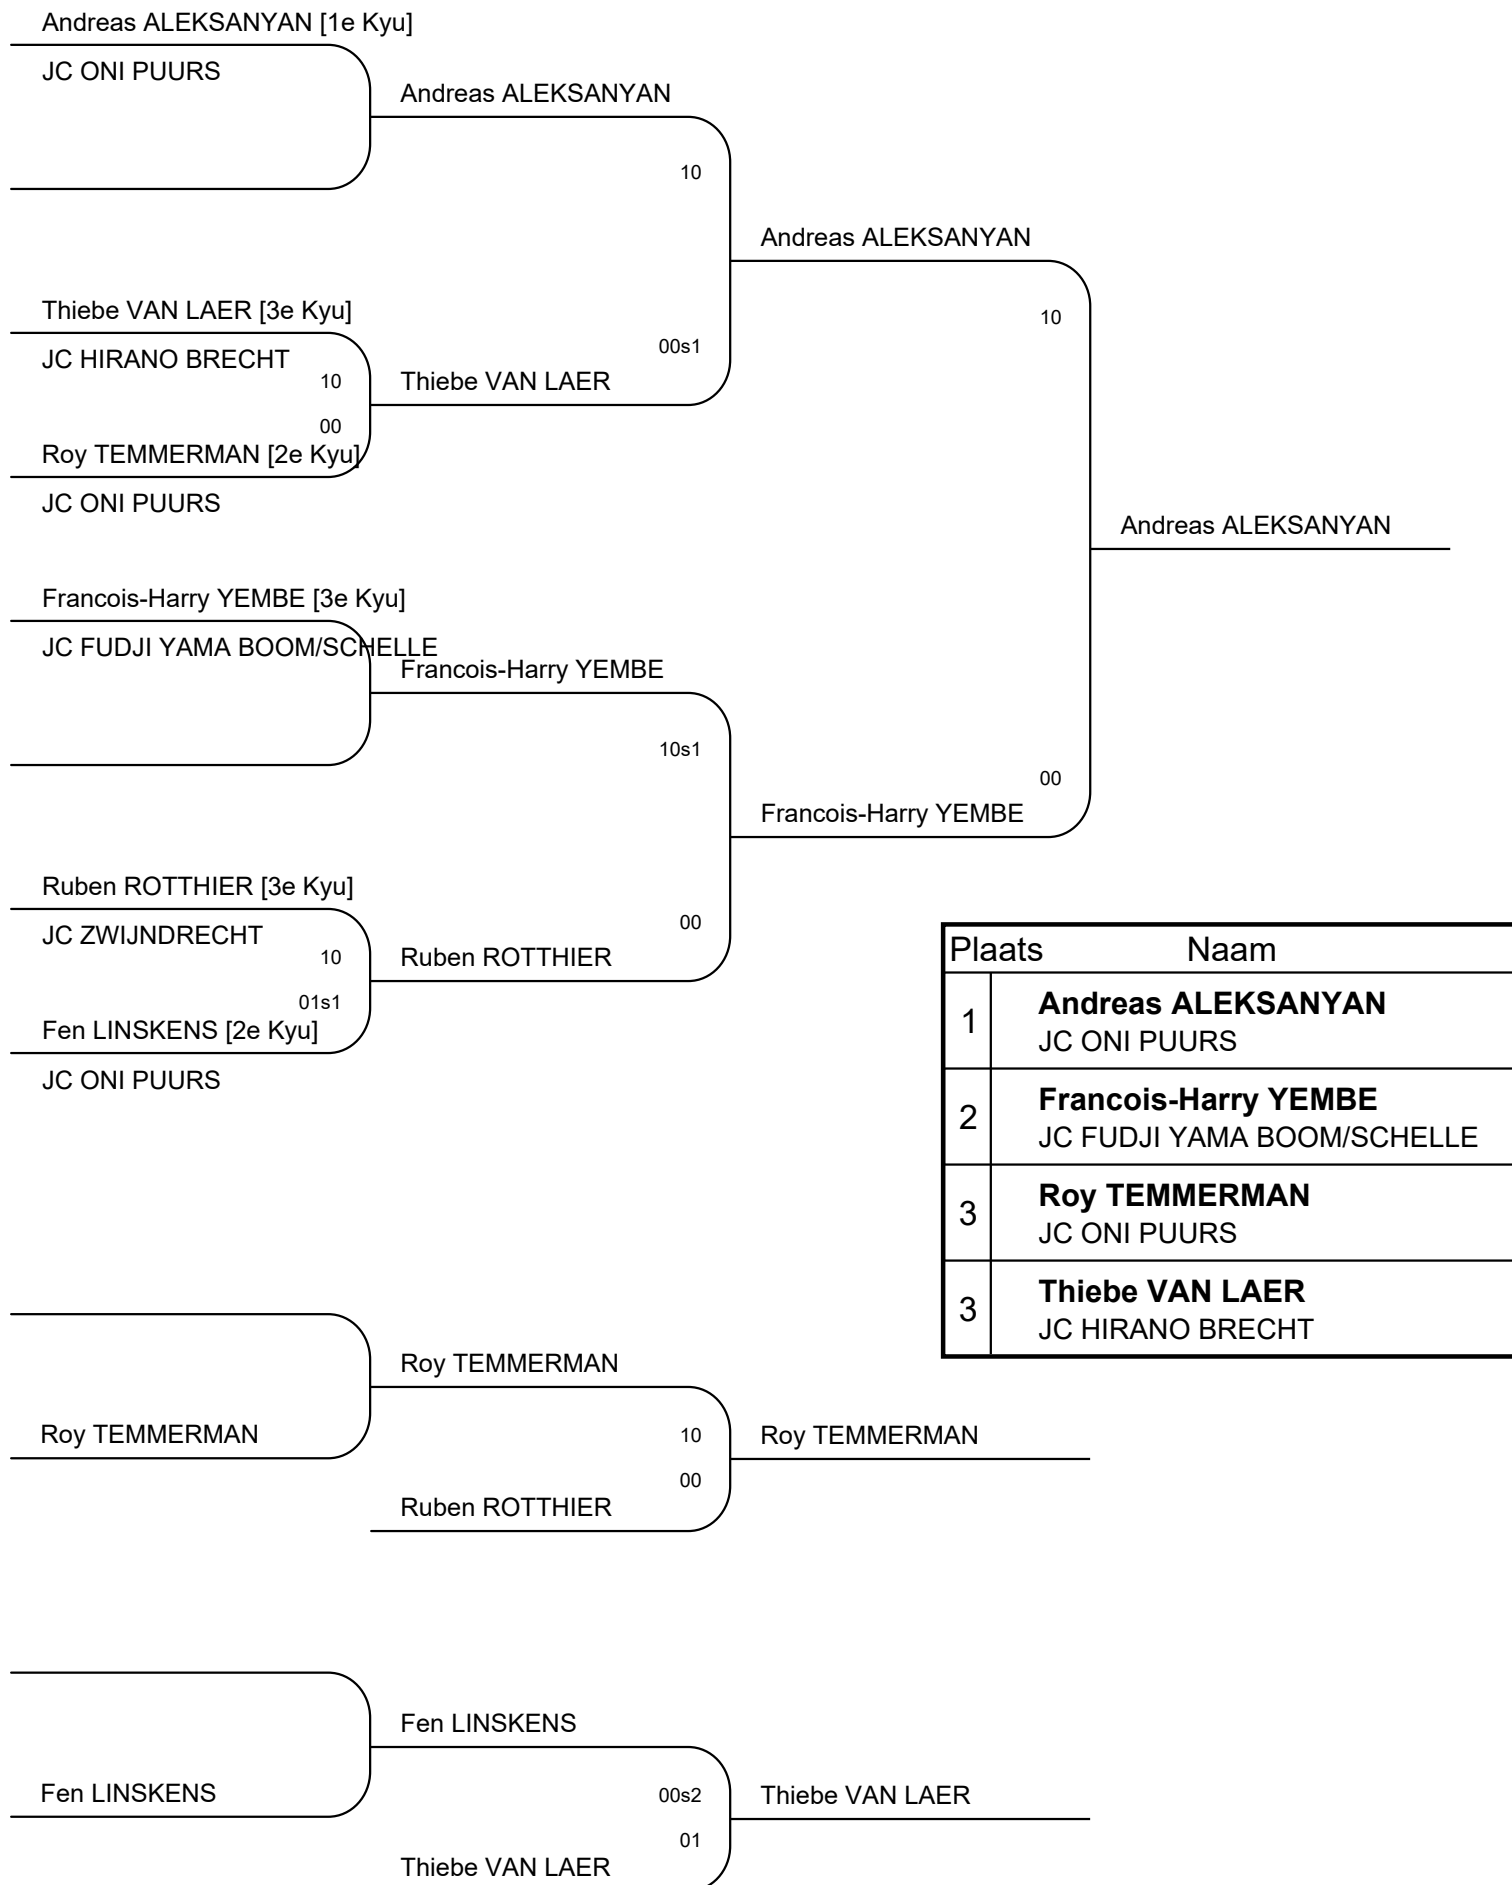 Andreas ALEKSANYAN [1e Kyu]
JC ONI PUURS
Andreas ALEKSANYAN
10
Andreas ALEKSANYAN
Thiebe VAN LAER [3e Kyu]
10
00s1
JC HIRANO BRECHT
10
Thiebe VAN LAER
00
Roy TEMMERMAN [2e Kyu]
JC ONI PUURS
Andreas ALEKSANYAN
Francois-Harry YEMBE [3e Kyu]
JC FUDJI YAMA BOOM/SCHELLE
Francois-Harry YEMBE
10s1
00
Francois-Harry YEMBE
Ruben ROTTHIER [3e Kyu]
00
JC ZWIJNDRECHT
10
Ruben ROTTHIER
01s1
Fen LINSKENS [2e Kyu]
JC ONI PUURS
Plaats Naam
1 Andreas ALEKSANYAN
JC ONI PUURS
2 Francois-Harry YEMBE
JC FUDJI YAMA BOOM/SCHELLE
3 Roy TEMMERMAN
JC ONI PUURS
3 Thiebe VAN LAER
JC HIRANO BRECHT
Roy TEMMERMAN
Roy TEMMERMAN
10
Roy TEMMERMAN
00
Ruben ROTTHIER
Fen LINSKENS
Fen LINSKENS
00s2
Thiebe VAN LAER
01
Thiebe VAN LAER